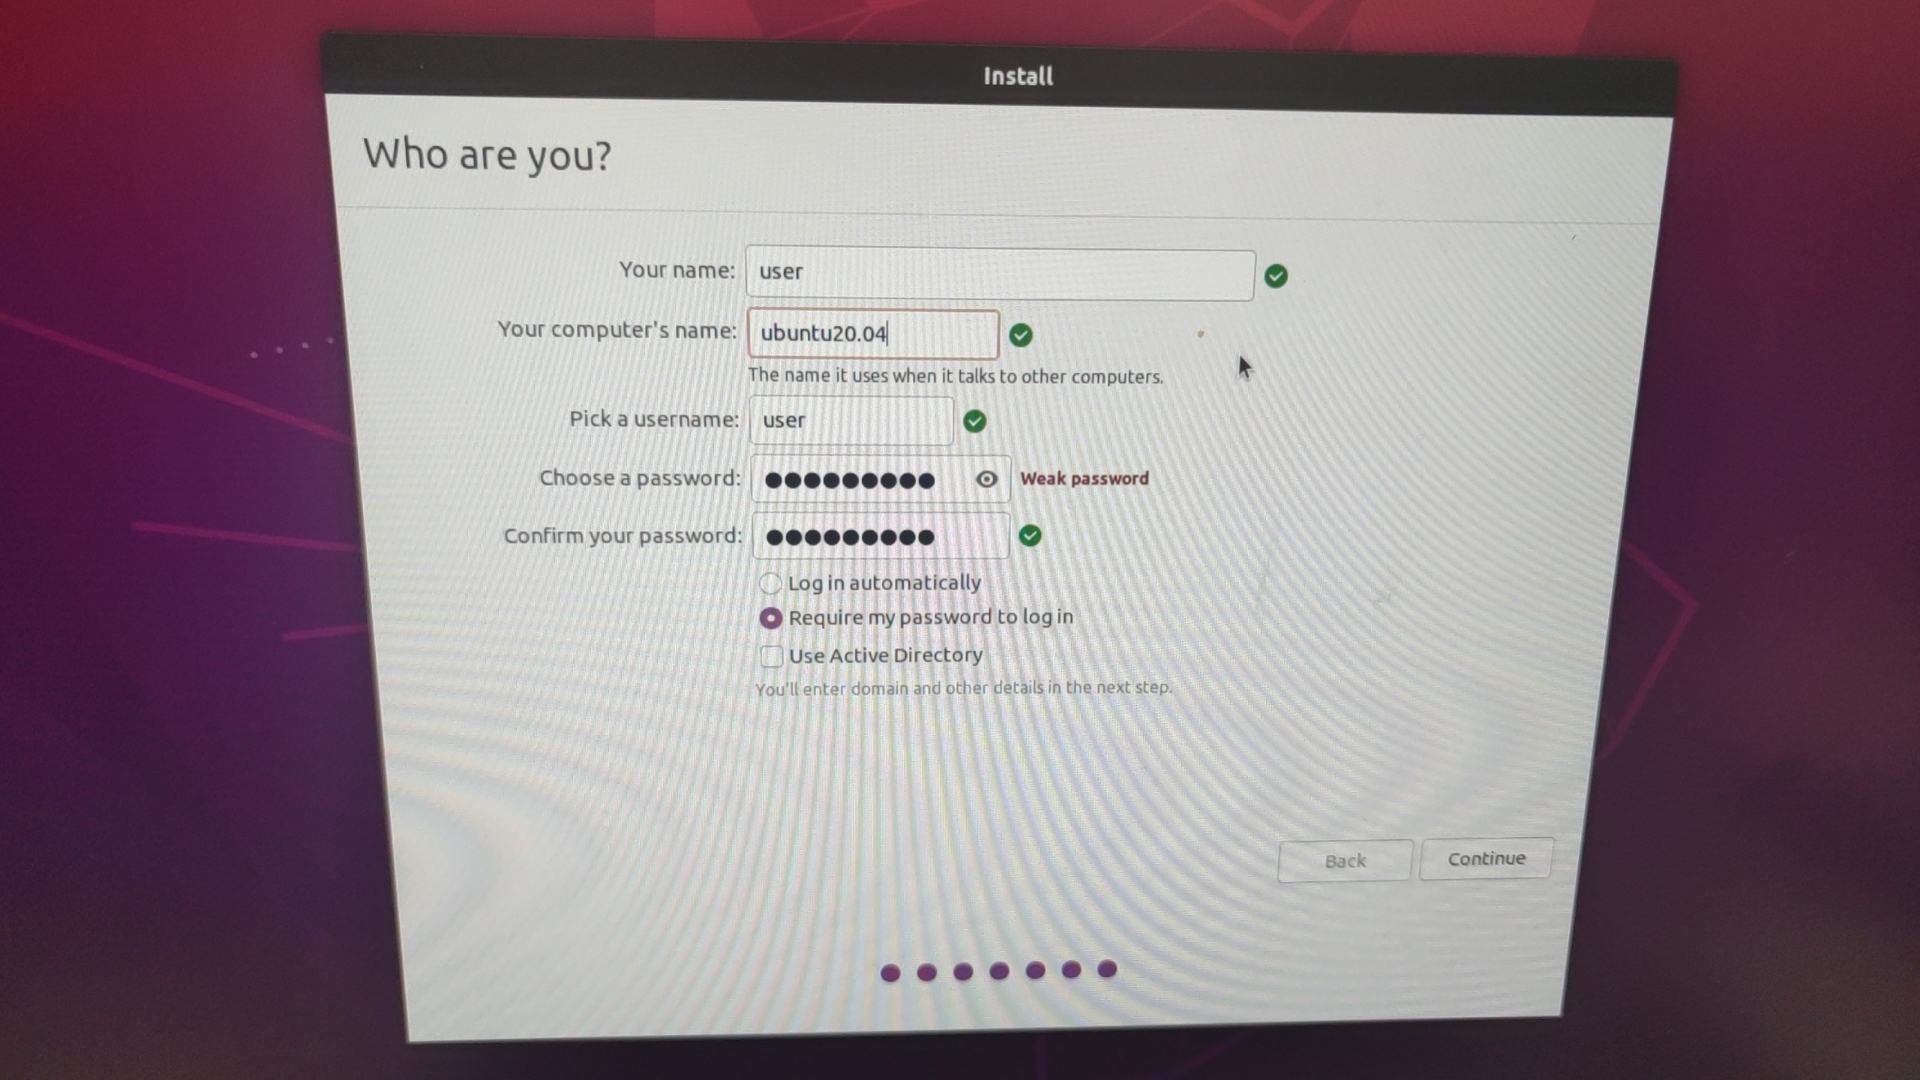 Install
Who are you?
Your name: user
Your computer's name: ubuntu20.04
The name it uses when it talks to other computers.
Pick a username: user
Choose a password: ●●●●●●●●● Weak password
Confirm your password: ●●●●●●●●●
Log in automatically
Require my password to log in
Use Active Directory
You'll enter domain and other details in the next step.
Back Continue